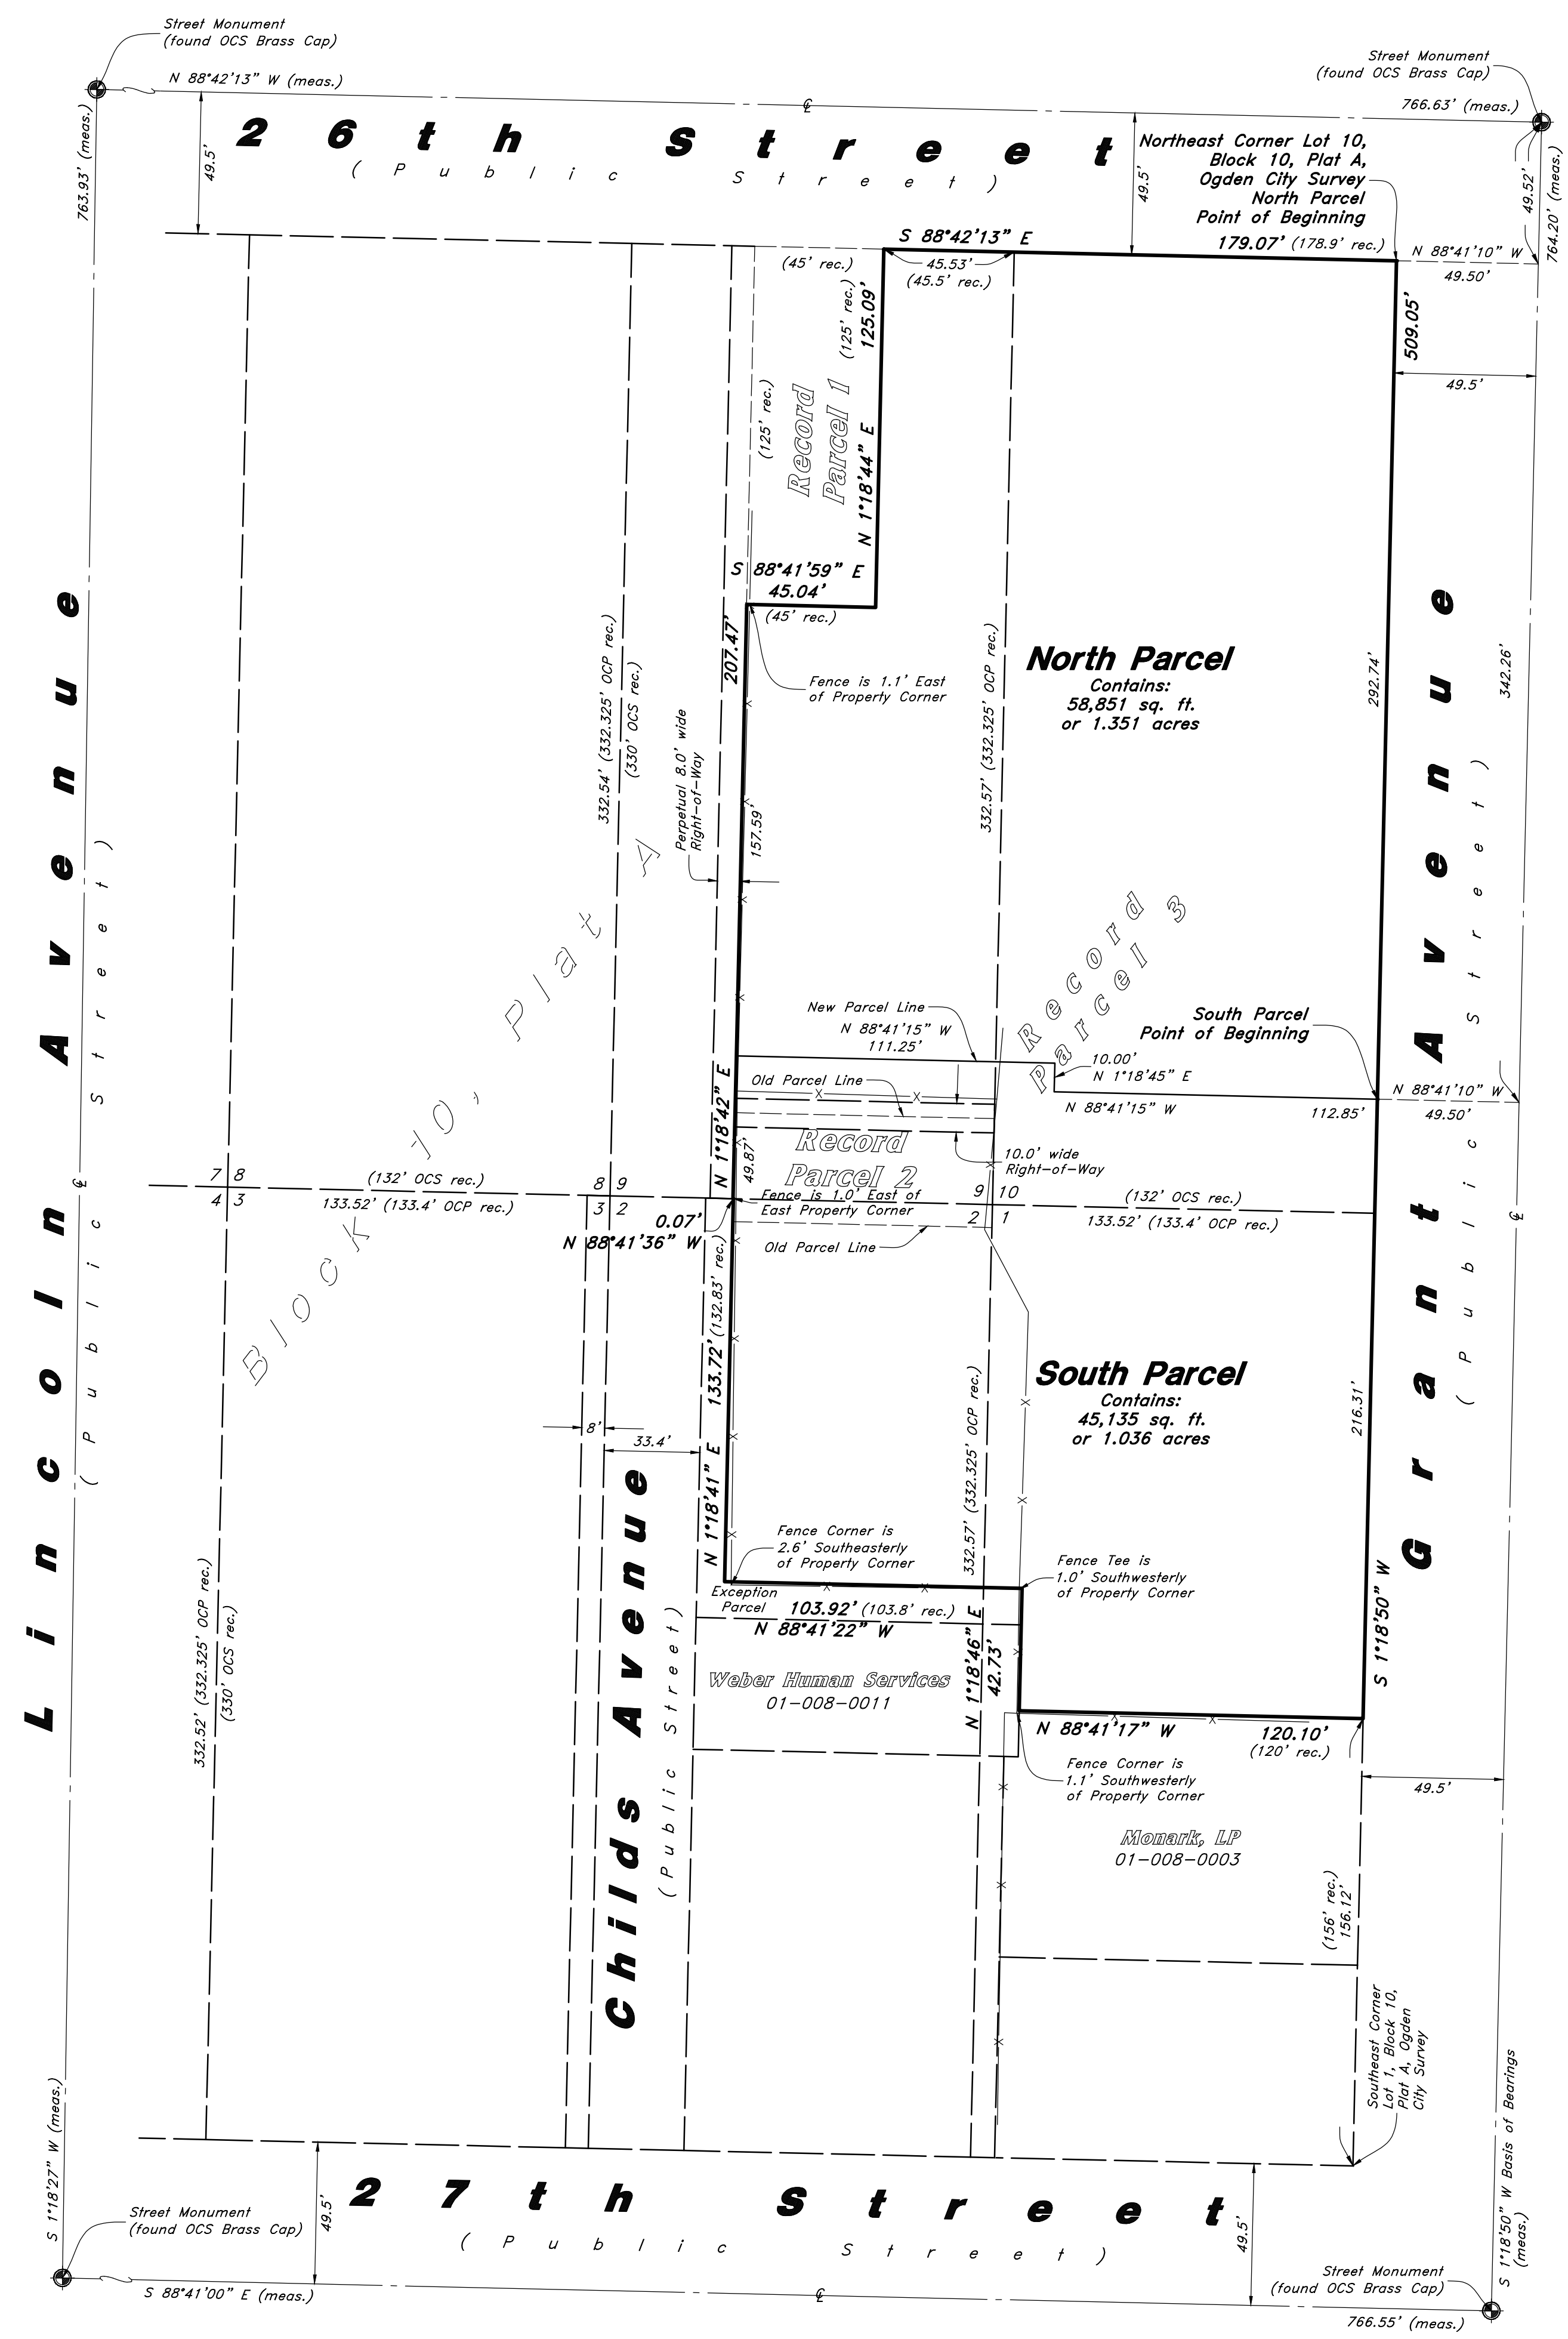 Street Monument
(found OCS Brass Cap)
N 88°42'13" W (meas.)
Street Monument
(found OCS Brass Cap)
766.63' (meas.)
763.93' (meas.)
49.5'
26th Street
(Public Street)
49.5'
Northeast Corner Lot 10,
Block 10, Plat A,
Ogden City Survey
North Parcel
Point of Beginning
49.52'
764.20' (meas.)
S 88°42'13" E
179.07' (178.9' rec.)
N 88°41'10" W
49.50'
(45' rec.)
45.53'
(45.5' rec.)
(125' rec.)
125.09'
N 1°18'44" E
509.05'
49.5'
(125' rec.)
Record
Parcel 1
S 88°41'59" E
45.04'
(45' rec.)
207.47'
Fence is 1.1' East
of Property Corner
332.54' (332.325' OCP rec.)
(330' OCS rec.)
Perpetual 8.0' wide
Right-of-Way
157.59'
332.57' (332.325' OCP rec.)
North Parcel
Contains:
58,851 sq. ft.
or 1.351 acres
292.74'
342.26'
Lincoln Avenue
(Public Street)
℄
Grant Avenue
(Public Street)
℄
Block 10, Plat A
Record
Parcel 3
New Parcel Line
N 88°41'15" W
111.25'
South Parcel
Point of Beginning
10.00'
N 1°18'45" E
N 88°41'15" W
112.85'
N 88°41'10" W
49.50'
Old Parcel Line
N 1°18'42" E
49.87'
Record
Parcel 2
10.0' wide
Right-of-Way
7 8
4 3
(132' OCS rec.)
133.52' (133.4' OCP rec.)
8 9
3 2
0.07'
N 88°41'36" W
Fence is 1.0' East of
East Property Corner
Old Parcel Line
9 10
2 1
(132' OCS rec.)
133.52' (133.4' OCP rec.)
133.72' (132.83' rec.)
N 1°18'41" E
8'
33.4'
Childs Avenue
(Public Street)
332.57' (332.325' OCP rec.)
South Parcel
Contains:
45,135 sq. ft.
or 1.036 acres
216.31'
S 1°18'50" W
Fence Corner is
2.6' Southeasterly
of Property Corner
Fence Tee is
1.0' Southwesterly
of Property Corner
Exception
Parcel
103.92' (103.8' rec.)
N 88°41'22" W
N 1°18'46" E
42.73'
Weber Human Services
01-008-0011
N 88°41'17" W
120.10'
(120' rec.)
Fence Corner is
1.1' Southwesterly
of Property Corner
49.5'
Monark, LP
01-008-0003
332.52' (332.325' OCP rec.)
(330' OCS rec.)
(156' rec.)
156.12'
Southeast Corner
Lot 1, Block 10,
Plat A, Ogden
City Survey
S 1°18'50" W Basis of Bearings
(meas.)
S 1°18'27" W (meas.)
Street Monument
(found OCS Brass Cap)
49.5'
27th Street
(Public Street)
49.5'
Street Monument
(found OCS Brass Cap)
S 88°41'00" E (meas.)
℄
766.55' (meas.)
℄